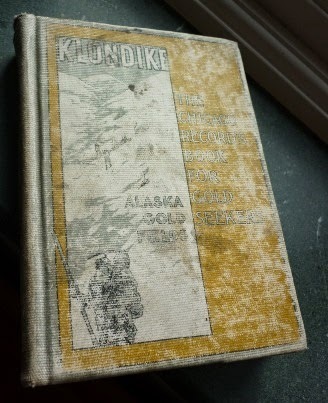 KLONDIKE
THE
CHICAGO
RECORD'S
BOOK
FOR
GOLD
SEEKERS
ALASKA
GOLD
FIELDS